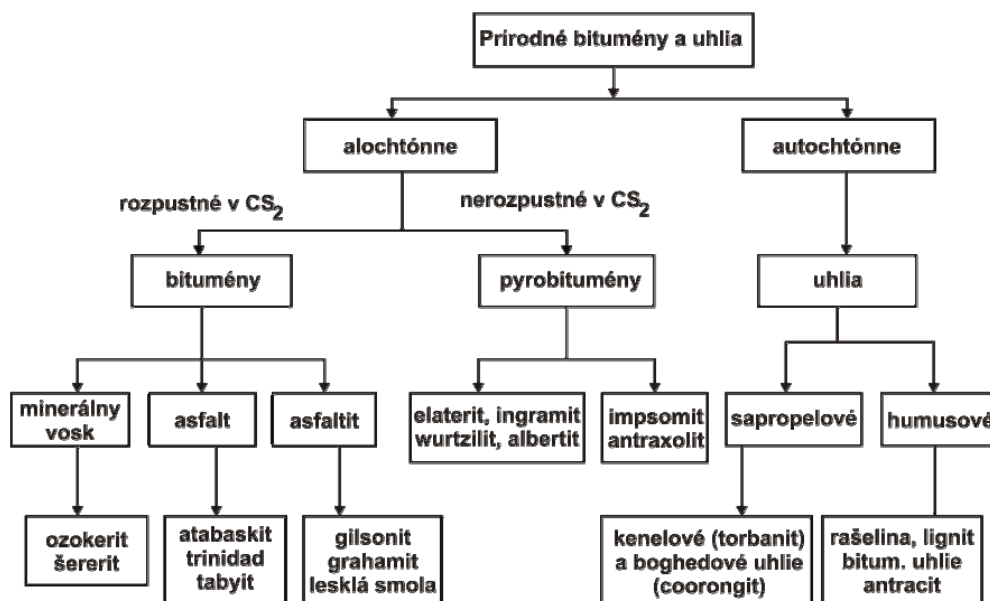 Prírodné bitumény a uhlia
alochtónne
autochtónne
rozpustné v CS2
nerozpustné v CS2
bitumény
pyrobitumény
uhlia
minerálny
vosk
asfalt
asfaltit
elaterit, ingramit
wurtzilit, albertit
impsomit
antraxolit
sapropelové
humusové
ozokerit
šererit
atabaskit
trinidad
tabyit
gilsonit
grahamit
lesklá smola
kenelové (torbanit)
a boghedové uhlie
(coorongit)
rašelina, lignit
bitum. uhlie
antracit